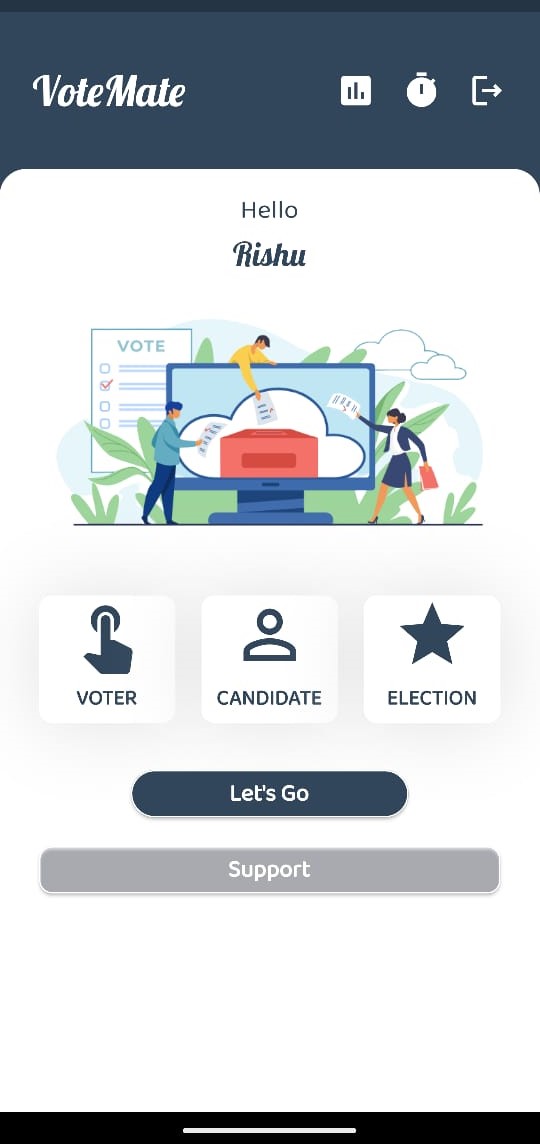 VoteMate
Hello
Rishu
VOTE
VOTER
CANDIDATE
ELECTION
Let's Go
Support